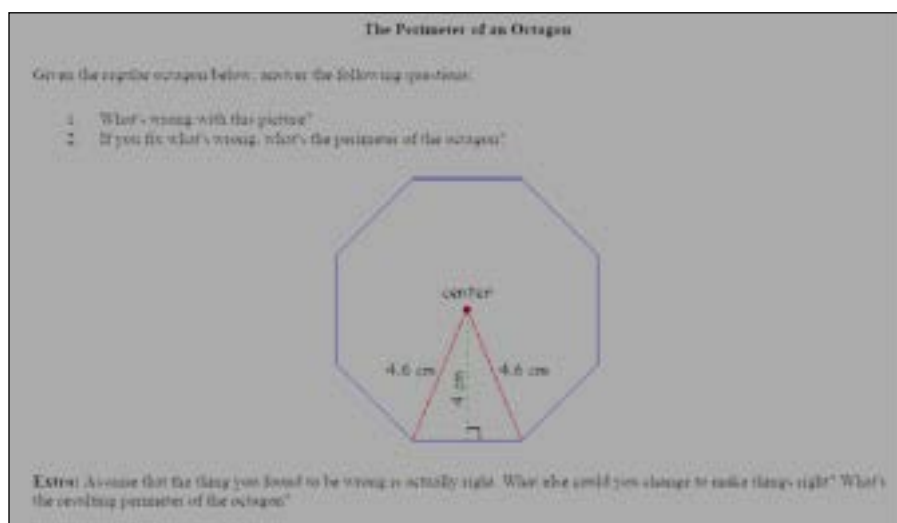 The Perimeter of an Octagon
Given the regular octagon below, answer the following questions.
1. What's wrong with this picture?
2. If you fix what's wrong, what's the perimeter of the octagon?
center
4.6 cm 4 cm 4.6 cm
Extra: Assume that the thing you found to be wrong is actually right. What else could you change to make things right? What's
the resulting perimeter of the octagon?